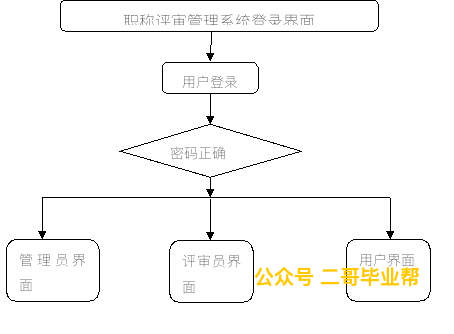 职称评审管理系统登录界面
用户登录
密码正确
管理员界
面
评审员界
面
用户界面
公众号 二哥毕业帮